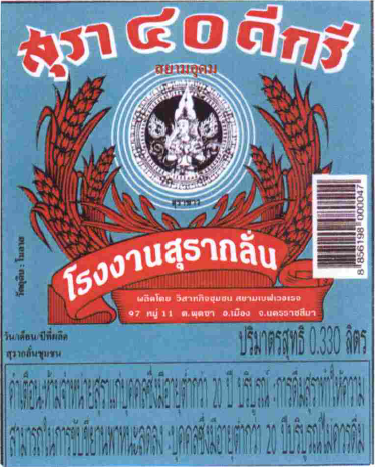 สุรา ๔๐ ดีกรี
สยามอุดม
สุราขาว
โรงงานสุรากลั่น
ผลิตโดย วิสาหกิจชุมชน สยามเบฟเวอเรจ
97 หมู่ 11 ต.พุดซา อ.เมือง จ.นครราชสีมา
วัตถุดิบ : โมลาส
8 856198 000047
วัน/เดือน/ปีที่ผลิต
สุรากลั่นชุมชน
ปริมาตรสุทธิ 0.330 ลิตร
คำเตือน-ห้ามจำหน่ายสุราแก่บุคคลซึ่งมีอายุต่ำกว่า 20 ปี บริบูรณ์ -การดื่มสุราทำให้ความ
สามารถในการขับขี่ยานพาหนะลดลง -บุคคลซึ่งมีอายุต่ำกว่า 20 ปีบริบูรณ์ไม่ควรดื่ม